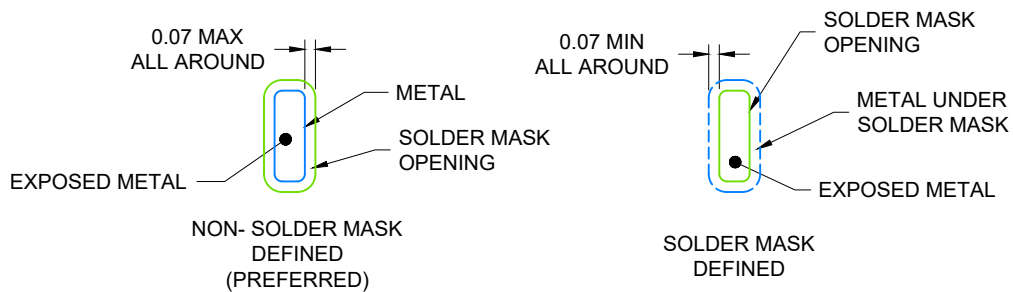 0.07 MAX
ALL AROUND
METAL
SOLDER MASK
OPENING
EXPOSED METAL
NON- SOLDER MASK
DEFINED
(PREFERRED)
0.07 MIN
ALL AROUND
SOLDER MASK
OPENING
METAL UNDER
SOLDER MASK
EXPOSED METAL
SOLDER MASK
DEFINED